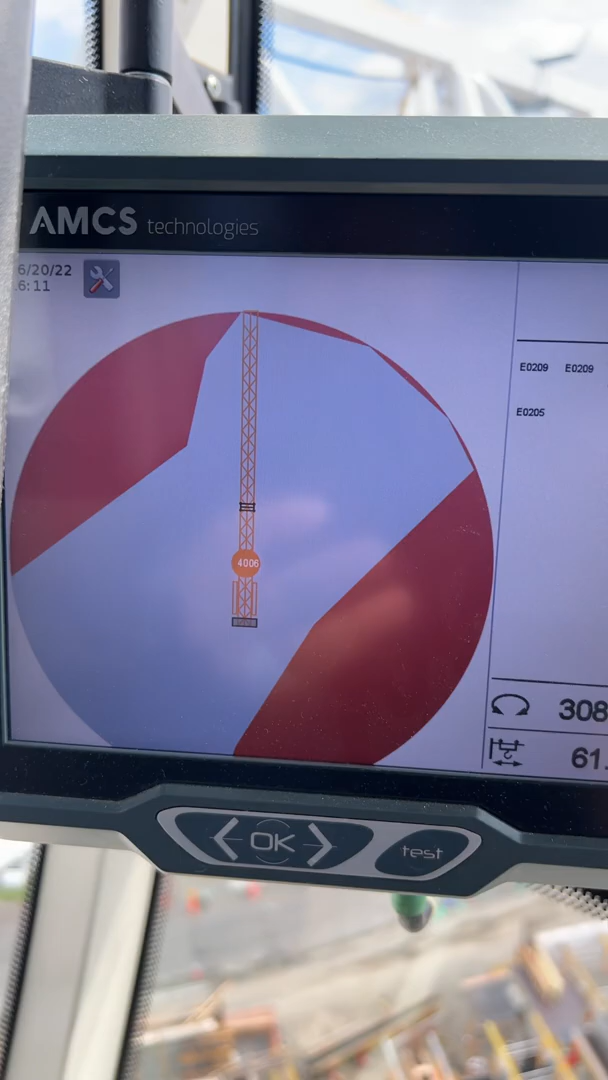 AMCS technologies
6/20/22
6:11
E0209 E0209
E0205
4006
308
61.
OK
test